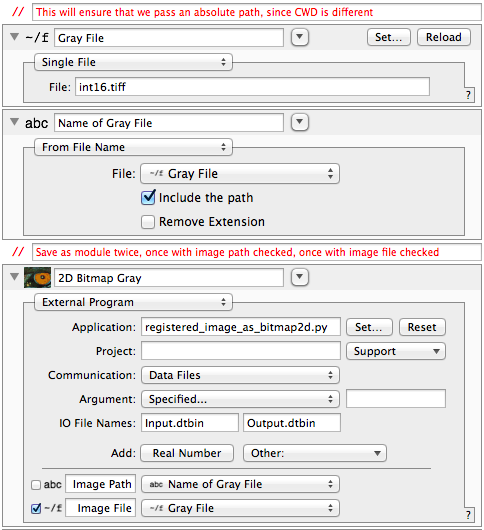 // This will ensure that we pass an absolute path, since CWD is different
~/f Gray File Set... Reload
Single File
File: int16.tiff
?
abc Name of Gray File
From File Name
File: ~/f Gray File
Include the path
Remove Extension
// Save as module twice, once with image path checked, once with image file checked
2D Bitmap Gray
External Program
Application: registered_image_as_bitmap2d.py Set... Reset
Project: Support
Communication: Data Files
Argument: Specified...
IO File Names: Input.dtbin Output.dtbin
Add: Real Number Other:
abc Image Path abc Name of Gray File
~/f Image File ~/f Gray File
?